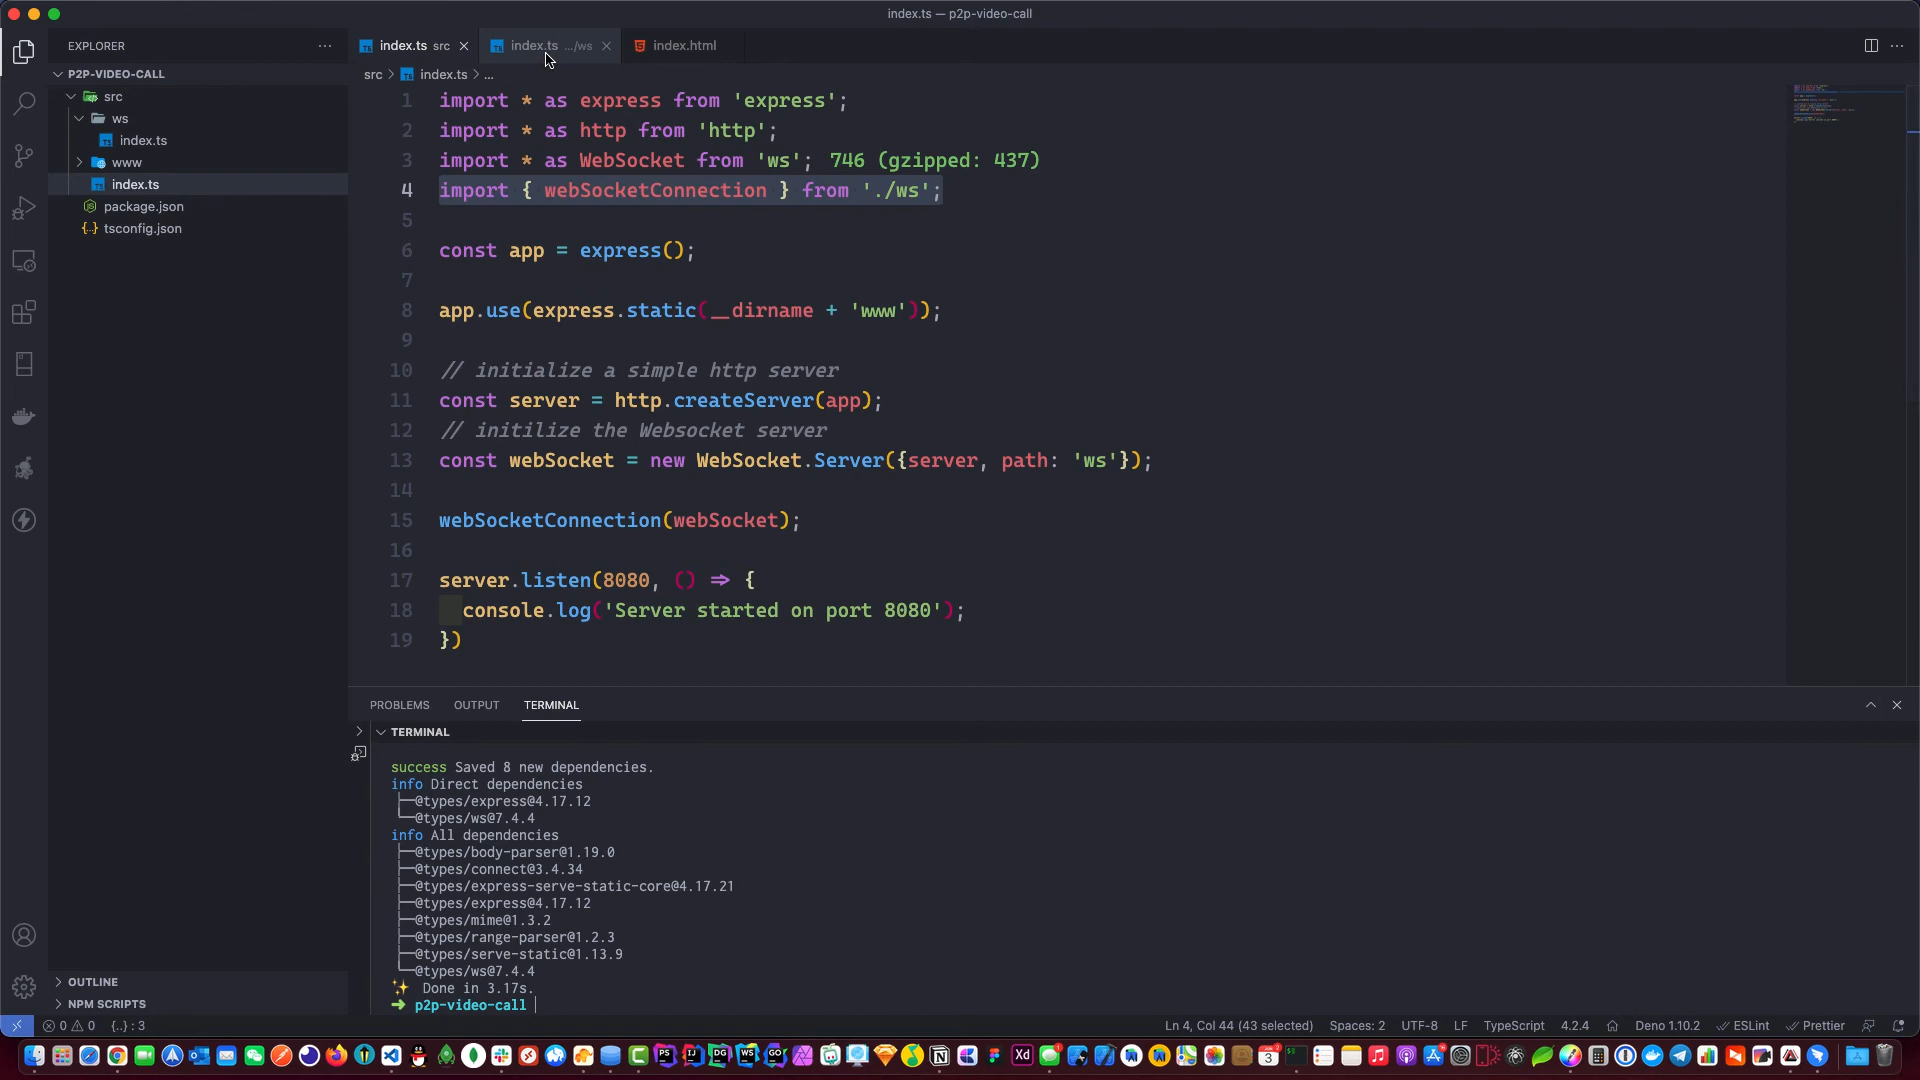 index.ts — p2p-video-call
EXPLORER
P2P-VIDEO-CALL
src
ws
index.ts
www
index.ts
package.json
tsconfig.json
OUTLINE
NPM SCRIPTS
index.ts src
index.ts .../ws
index.html
src > index.ts > ...
1 import * as express from 'express';
2 import * as http from 'http';
3 import * as WebSocket from 'ws'; 746 (gzipped: 437)
4 import { webSocketConnection } from './ws';
5
6 const app = express();
7
8 app.use(express.static(__dirname + 'www'));
9
10 // initialize a simple http server
11 const server = http.createServer(app);
12 // initilize the Websocket server
13 const webSocket = new WebSocket.Server({server, path: 'ws'});
14
15 webSocketConnection(webSocket);
16
17 server.listen(8080, () => {
18 console.log('Server started on port 8080');
19 })
PROBLEMS OUTPUT TERMINAL
TERMINAL
success Saved 8 new dependencies.
info Direct dependencies
├─@types/express@4.17.12
└─@types/ws@7.4.4
info All dependencies
├─@types/body-parser@1.19.0
├─@types/connect@3.4.34
├─@types/express-serve-static-core@4.17.21
├─@types/express@4.17.12
├─@types/mime@1.3.2
├─@types/range-parser@1.2.3
├─@types/serve-static@1.13.9
└─@types/ws@7.4.4
✨ Done in 3.17s.
➜ p2p-video-call
0 0 {..} : 3
Ln 4, Col 44 (43 selected) Spaces: 2 UTF-8 LF TypeScript 4.2.4 Deno 1.10.2 ESLint Prettier
PS IJ DG WS GO Xd 3